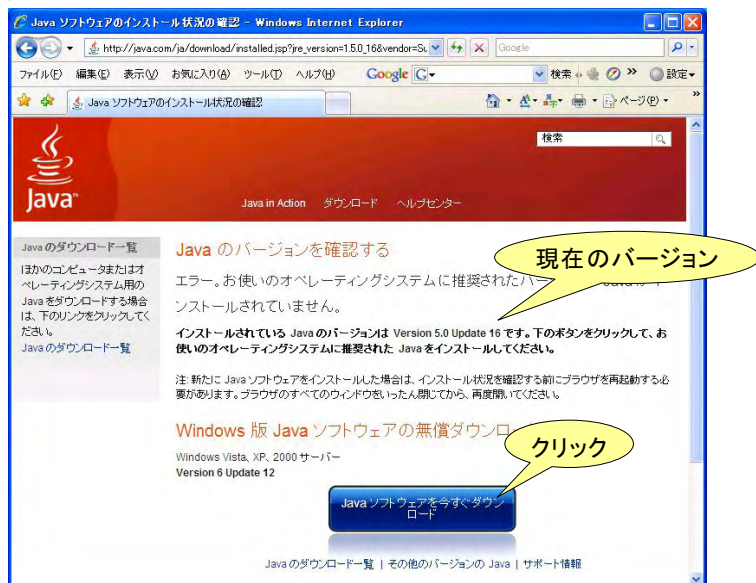 Java ソフトウェアのインストール状況の確認 - Windows Internet Explorer
http://java.com/ja/download/installed.jsp?jre_version=1.5.0_16&vendor=Su
Google
ファイル(F) 編集(E) 表示(V) お気に入り(A) ツール(T) ヘルプ(H) Google G 検索 » 設定
Java ソフトウェアのインストール状況の確認 ページ(P) »
検索
Java
Java in Action ダウンロード ヘルプセンター
Java のダウンロード一覧
ほかのコンピュータまたはオ
ペレーティングシステム用の
Java をダウンロードする場合
は、下のリンクをクリックしてく
ださい。
Java のダウンロード一覧
Java のバージョンを確認する
現在のバージョン
エラー。お使いのオペレーティングシステムに推奨されたバー
ンストールされていません。
インストールされている Java のバージョンは Version 5.0 Update 16 です。下のボタンをクリックして、お
使いのオペレーティングシステムに推奨された Java をインストールしてください。
注: 新たに Java ソフトウェアをインストールした場合は、インストール状況を確認する前にブラウザを再起動する必
要があります。ブラウザのすべてのウィンドウをいったん閉じてから、再度開いてください。
Windows 版 Java ソフトウェアの無償ダウンロ
クリック
Windows Vista、XP、2000 サーバー
Version 6 Update 12
Java ソフトウェアを今すぐダウン
ロード
Java のダウンロード一覧 | その他のバージョンの Java | サポート情報